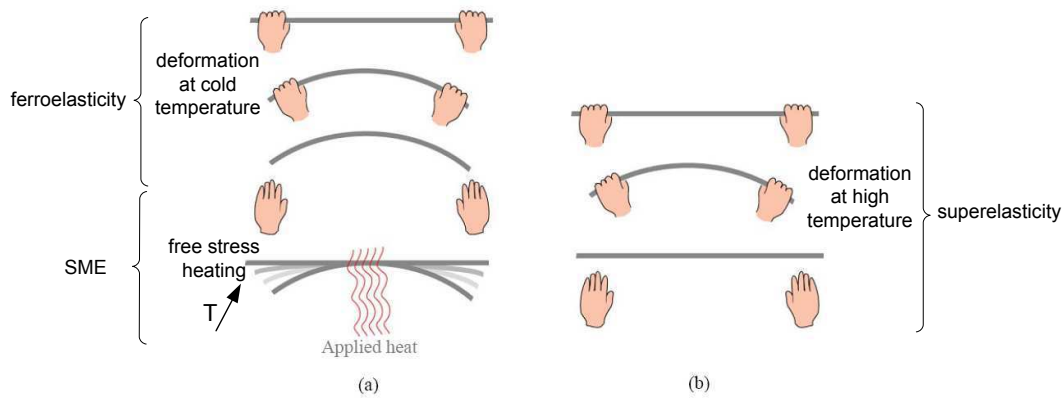 ferroelasticity
deformation
at cold
temperature
SME
free stress
heating
T
Applied heat
(a)
deformation
at high
temperature
superelasticity
(b)